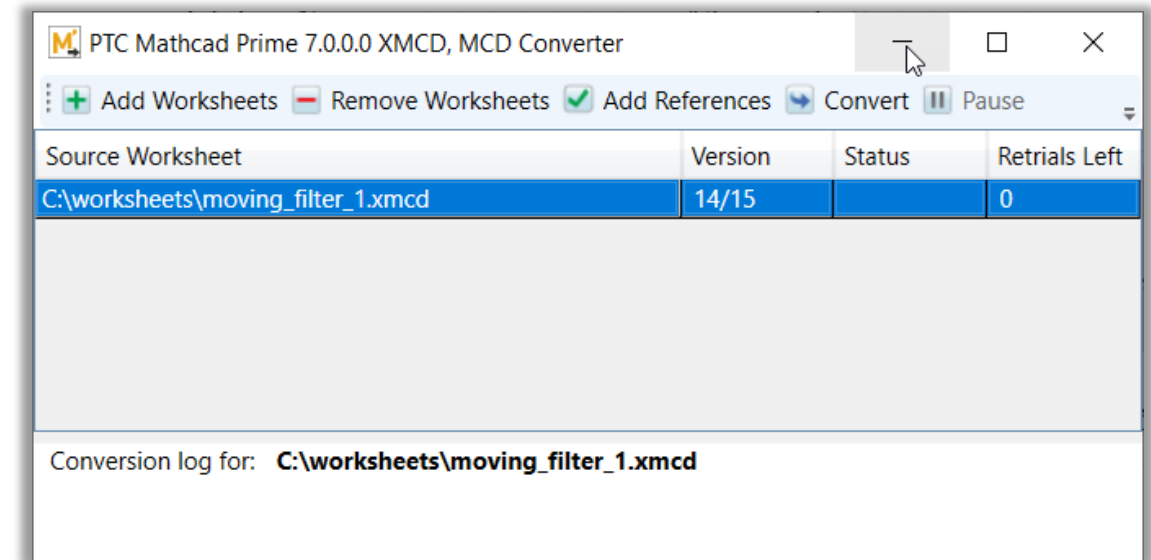 PTC Mathcad Prime 7.0.0.0 XMCD, MCD Converter
Add Worksheets Remove Worksheets Add References Convert Pause
Source Worksheet Version Status Retrials Left
C:\worksheets\moving_filter_1.xmcd 14/15 0
Conversion log for: C:\worksheets\moving_filter_1.xmcd